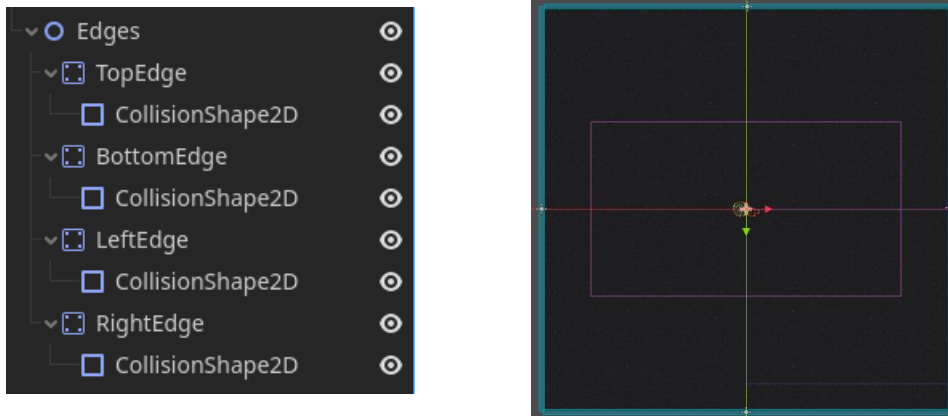 Edges
TopEdge
CollisionShape2D
BottomEdge
CollisionShape2D
LeftEdge
CollisionShape2D
RightEdge
CollisionShape2D